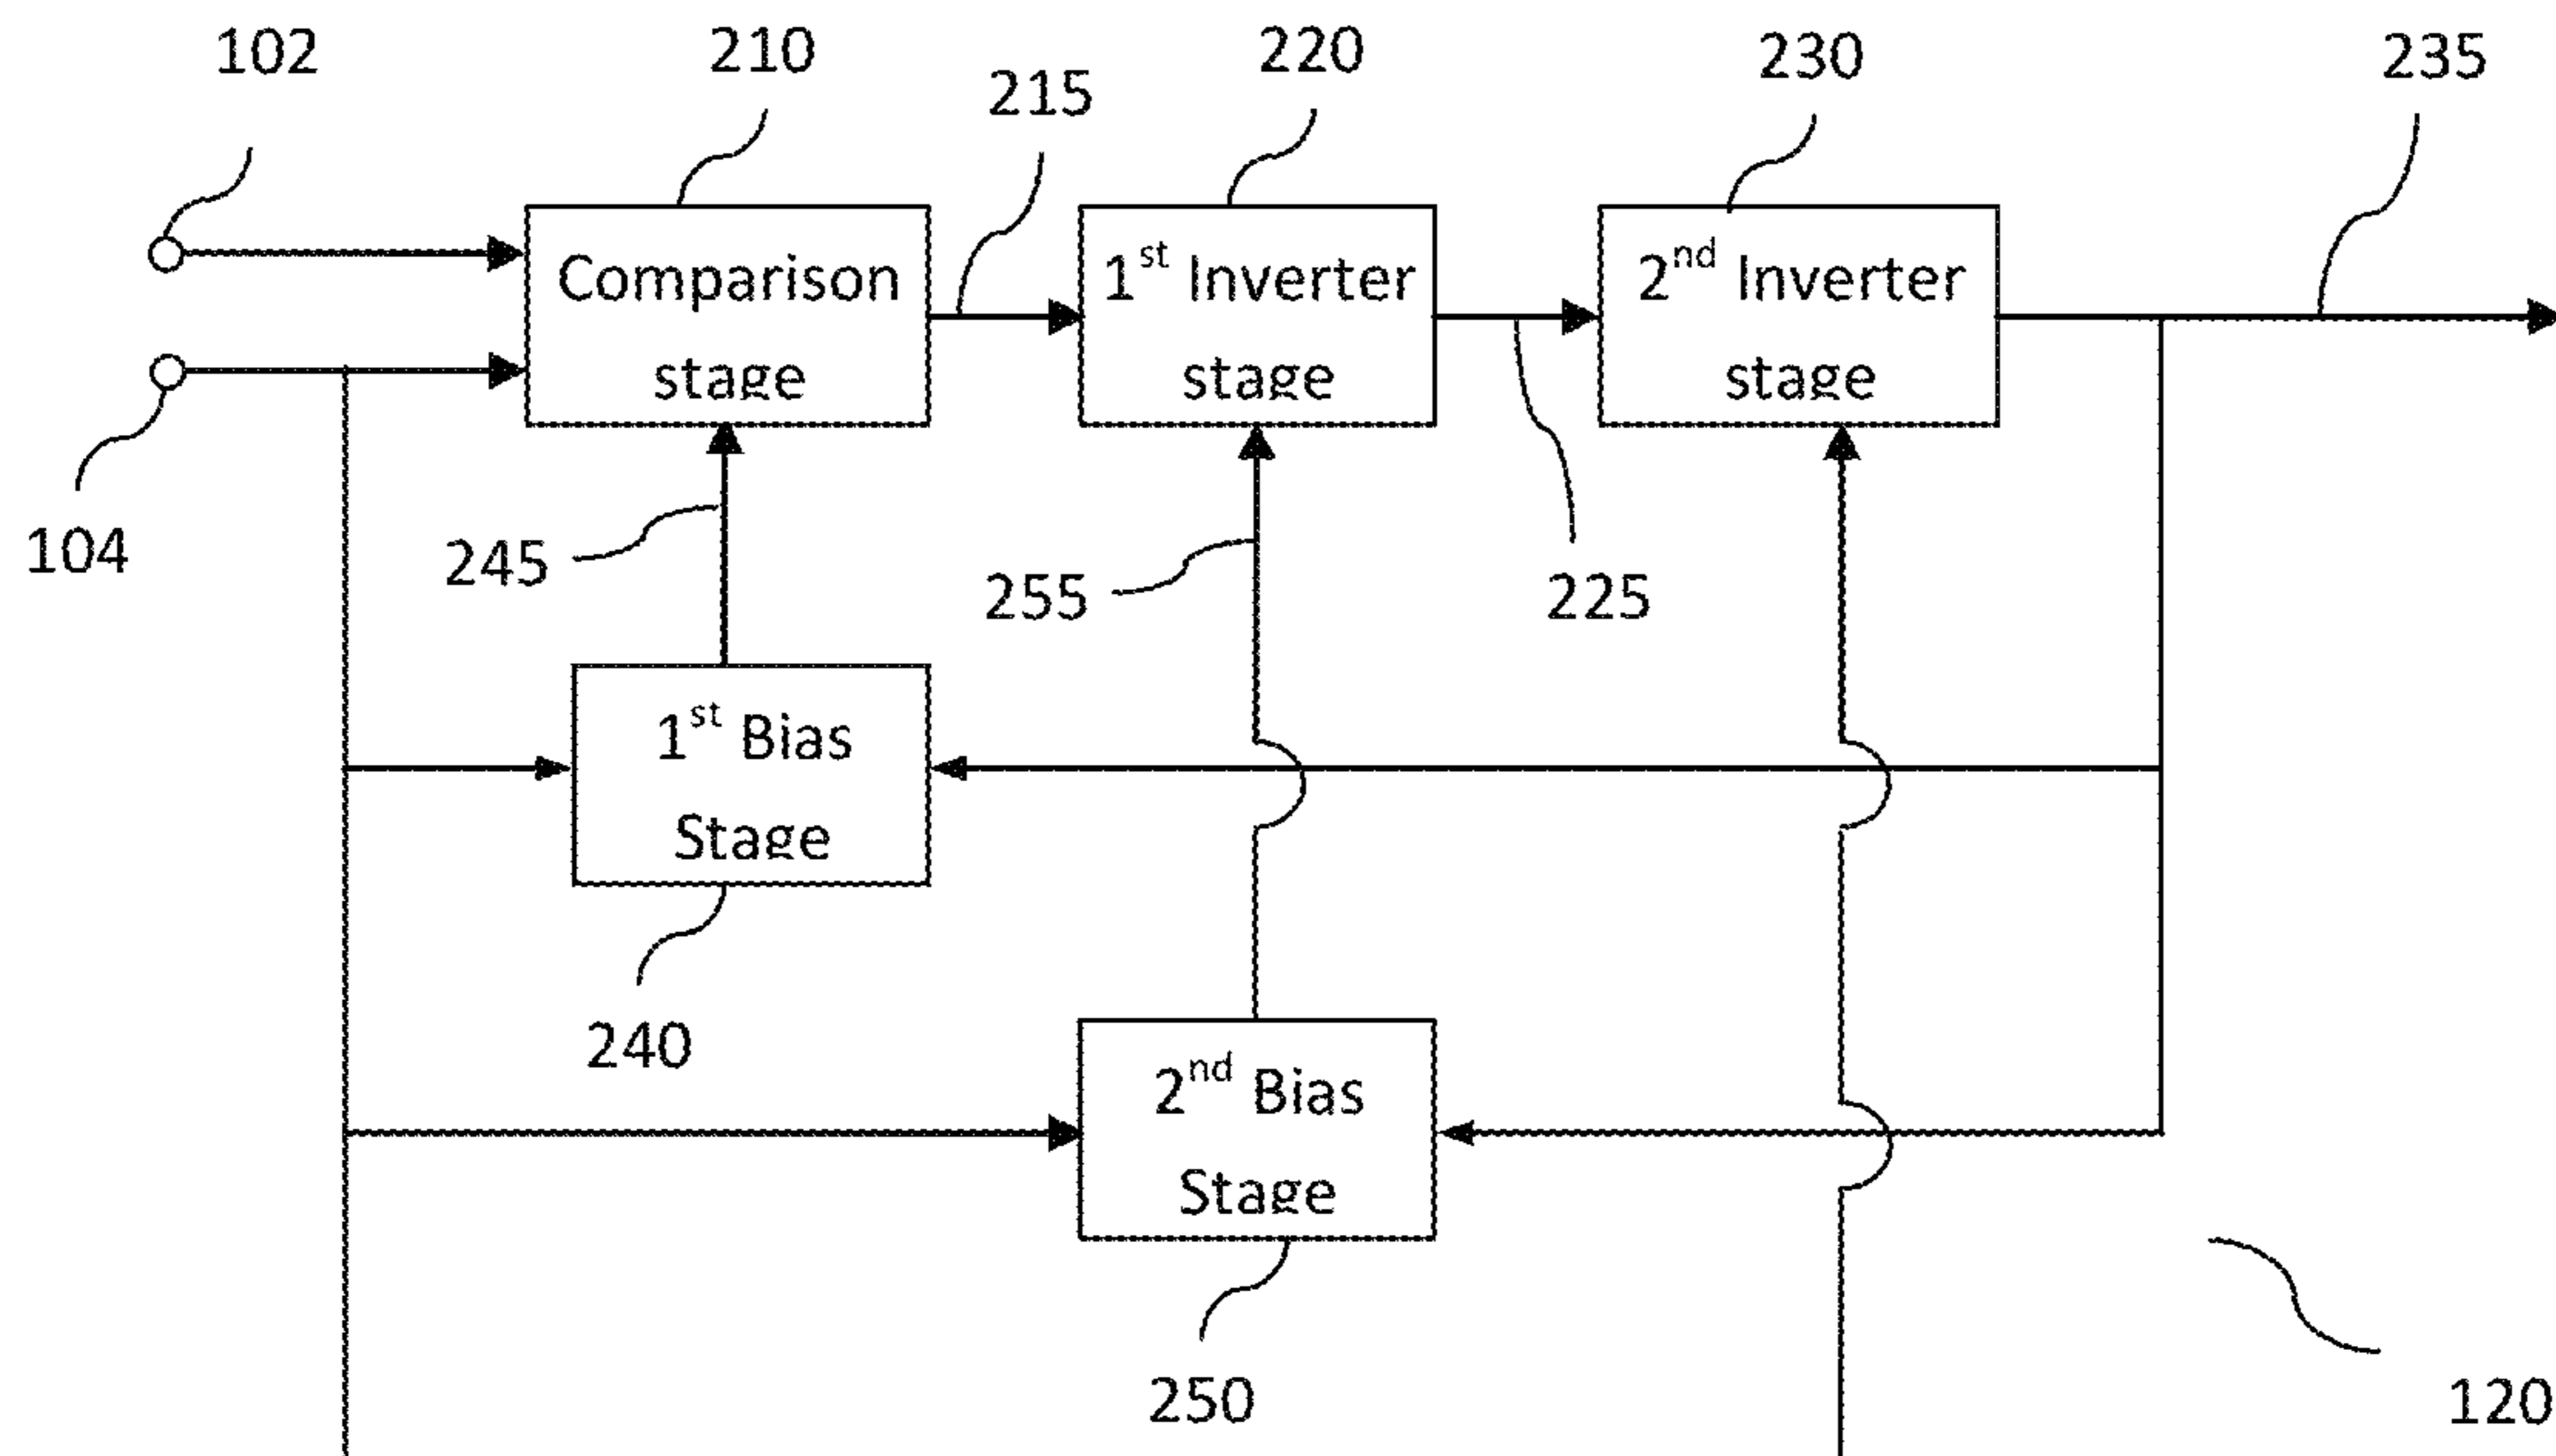 102
210
215
220
230
235
Comparison
stage
1st Inverter
stage
2nd Inverter
stage
104
245
255
225
1st Bias
Stage
240
2nd Bias
Stage
250
120